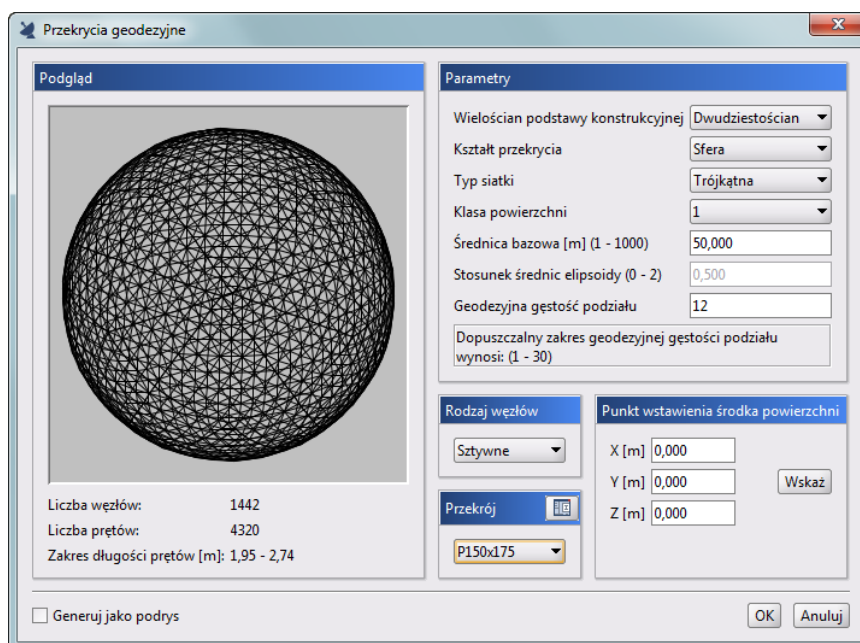 Przekrycia geodezyjne
Podgląd
Liczba węzłów: 1442
Liczba prętów: 4320
Zakres długości prętów [m]: 1,95 - 2,74
Parametry
Wielościan podstawy konstrukcyjnej Dwudziestościan
Kształt przekrycia Sfera
Typ siatki Trójkątna
Klasa powierzchni 1
Średnica bazowa [m] (1 - 1000) 50,000
Stosunek średnic elipsoidy (0 - 2) 0,500
Geodezyjna gęstość podziału 12
Dopuszczalny zakres geodezyjnej gęstości podziału
wynosi: (1 - 30)
Rodzaj węzłów
Sztywne
Przekrój
P150x175
Punkt wstawienia środka powierzchni
X [m] 0,000
Y [m] 0,000 Wskaż
Z [m] 0,000
Generuj jako podrys
OK Anuluj